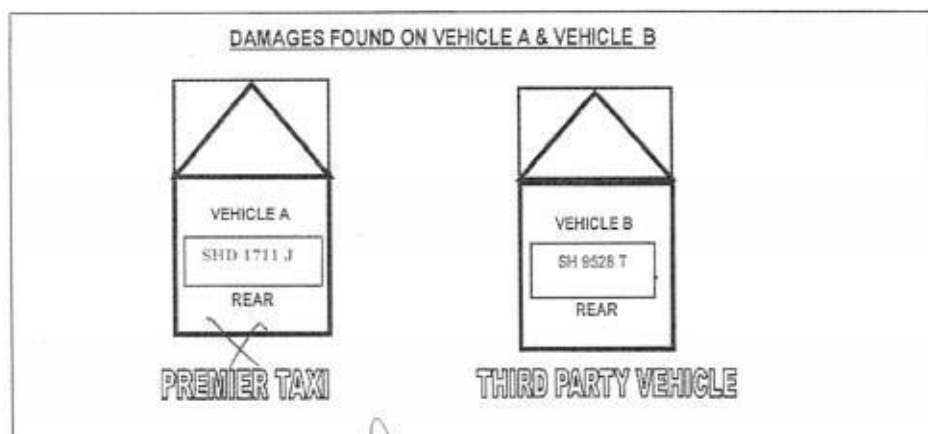 DAMAGES FOUND ON VEHICLE A & VEHICLE B
VEHICLE A
SHD 1711 J
REAR
PREMIER TAXI
VEHICLE B
SH 9528 T
REAR
THIRD PARTY VEHICLE